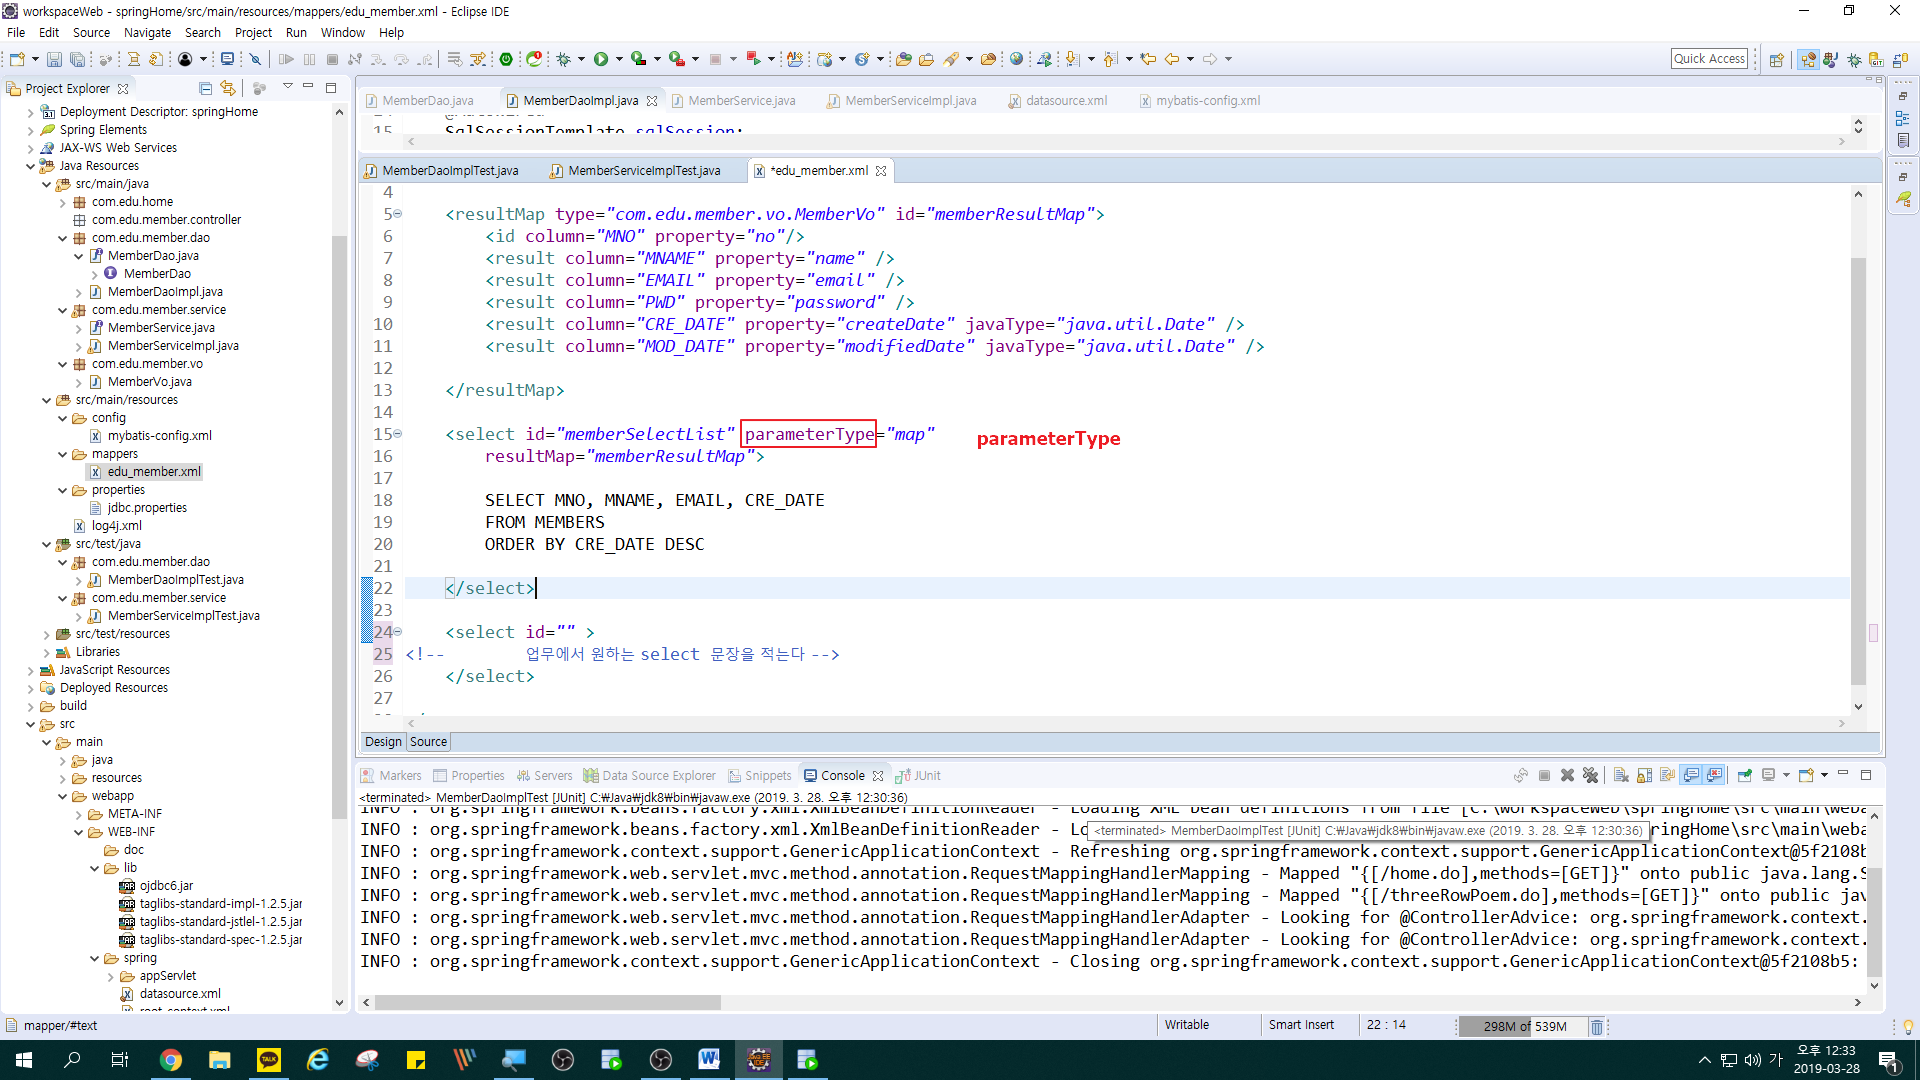 workspaceWeb - springHome/src/main/resources/mappers/edu_member.xml - Eclipse IDE
File Edit Source Navigate Search Project Run Window Help
Quick Access
Project Explorer
Deployment Descriptor: springHome
Spring Elements
JAX-WS Web Services
Java Resources
src/main/java
com.edu.home
com.edu.member.controller
com.edu.member.dao
MemberDao.java
MemberDao
MemberDaoImpl.java
com.edu.member.service
MemberService.java
MemberServiceImpl.java
com.edu.member.vo
MemberVo.java
src/main/resources
config
mybatis-config.xml
mappers
edu_member.xml
properties
jdbc.properties
log4j.xml
src/test/java
com.edu.member.dao
MemberDaoImplTest.java
com.edu.member.service
MemberServiceImplTest.java
src/test/resources
Libraries
JavaScript Resources
Deployed Resources
build
src
main
java
resources
webapp
META-INF
WEB-INF
doc
lib
ojdbc6.jar
taglibs-standard-impl-1.2.5.jar
taglibs-standard-jstlel-1.2.5.jar
taglibs-standard-spec-1.2.5.jar
spring
appServlet
datasource.xml
root-context.xml
MemberDao.java MemberDaoImpl.java MemberService.java MemberServiceImpl.java datasource.xml mybatis-config.xml
15 SqlSessionTemplate sqlSession;
MemberDaoImplTest.java MemberServiceImplTest.java *edu_member.xml
4
5 <resultMap type="com.edu.member.vo.MemberVo" id="memberResultMap">
6 <id column="MNO" property="no"/>
7 <result column="MNAME" property="name" />
8 <result column="EMAIL" property="email" />
9 <result column="PWD" property="password" />
10 <result column="CRE_DATE" property="createDate" javaType="java.util.Date" />
11 <result column="MOD_DATE" property="modifiedDate" javaType="java.util.Date" />
12
13 </resultMap>
14
15 <select id="memberSelectList" parameterType="map" parameterType
16 resultMap="memberResultMap">
17
18 SELECT MNO, MNAME, EMAIL, CRE_DATE
19 FROM MEMBERS
20 ORDER BY CRE_DATE DESC
21
22 </select>
23
24 <select id="" >
25 <!-- 업무에서 원하는 select 문장을 적는다 -->
26 </select>
27
Design Source
Markers Properties Servers Data Source Explorer Snippets Console JUnit
<terminated> MemberDaoImplTest [JUnit] C:₩Java₩jdk8₩bin₩javaw.exe (2019. 3. 28. 오후 12:30:36)
INFO : org.springframework.beans.factory.xml.XmlBeanDefinitionReader - Loading XML bean definitions from file [C:\workspaceWeb\springHome\src\main\weba
INFO : org.springframework.beans.factory.xml.XmlBeanDefinitionReader - Lo
<terminated> MemberDaoImplTest [JUnit] C:₩Java₩jdk8₩bin₩javaw.exe (2019. 3. 28. 오후 12:30:36)
pringHome\src\main\weba
INFO : org.springframework.context.support.GenericApplicationContext - Refreshing org.springframework.context.support.GenericApplicationContext@5f2108b
INFO : org.springframework.web.servlet.mvc.method.annotation.RequestMappingHandlerMapping - Mapped "{[/home.do],methods=[GET]}" onto public java.lang.S
INFO : org.springframework.web.servlet.mvc.method.annotation.RequestMappingHandlerMapping - Mapped "{[/threeRowPoem.do],methods=[GET]}" onto public jav
INFO : org.springframework.web.servlet.mvc.method.annotation.RequestMappingHandlerAdapter - Looking for @ControllerAdvice: org.springframework.context.
INFO : org.springframework.web.servlet.mvc.method.annotation.RequestMappingHandlerAdapter - Looking for @ControllerAdvice: org.springframework.context.
INFO : org.springframework.context.support.GenericApplicationContext - Closing org.springframework.context.support.GenericApplicationContext@5f2108b5:
mapper/#text
Writable Smart Insert 22 : 14 298M of 539M
TALK
가
오후 12:33
2019-03-28
1